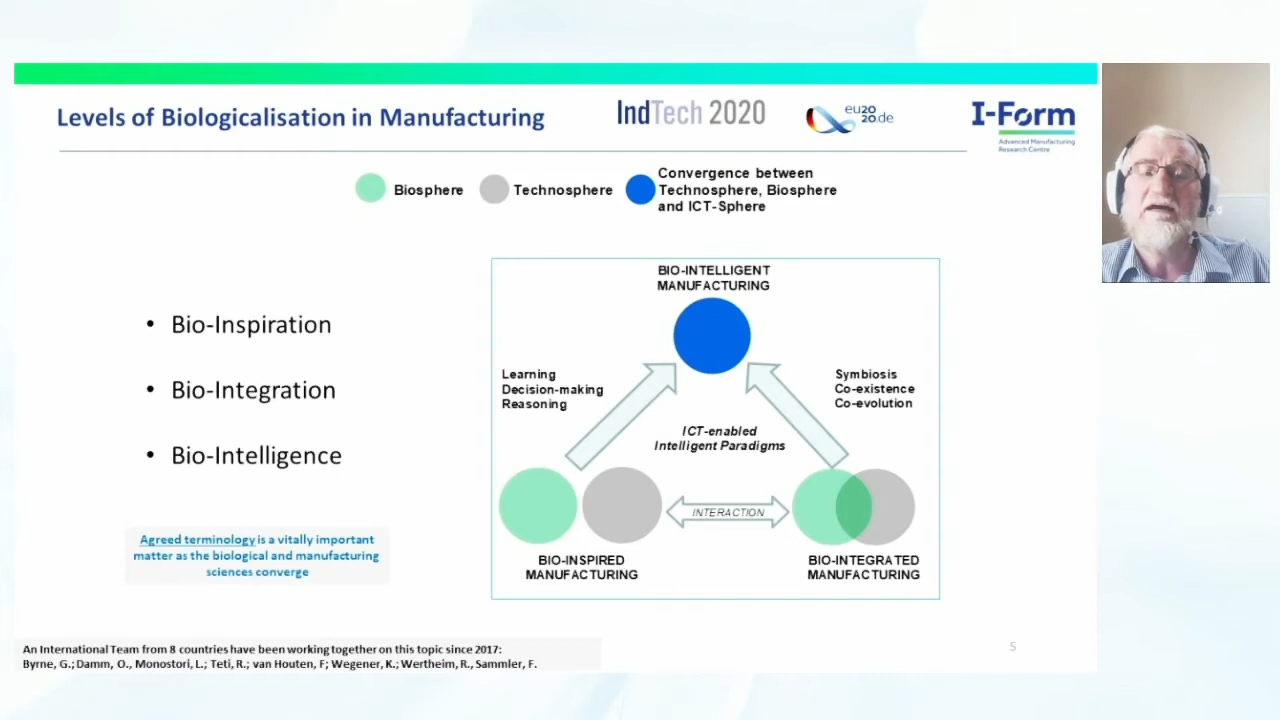 Levels of Biologicalisation in Manufacturing
IndTech 2020
eu20
20.de
I-Form
Advanced Manufacturing
Research Centre
Biosphere
Technosphere
Convergence between
Technosphere, Biosphere
and ICT-Sphere
• Bio-Inspiration
• Bio-Integration
• Bio-Intelligence
Agreed terminology is a vitally important
matter as the biological and manufacturing
sciences converge
BIO-INTELLIGENT
MANUFACTURING
Learning
Decision-making
Reasoning
Symbiosis
Co-existence
Co-evolution
ICT-enabled
Intelligent Paradigms
INTERACTION
BIO-INSPIRED
MANUFACTURING
BIO-INTEGRATED
MANUFACTURING
An International Team from 8 countries have been working together on this topic since 2017:
Byrne, G.; Damm, O., Monostori, L.; Teti, R.; van Houten, F; Wegener, K.; Wertheim, R., Sammler, F.
5